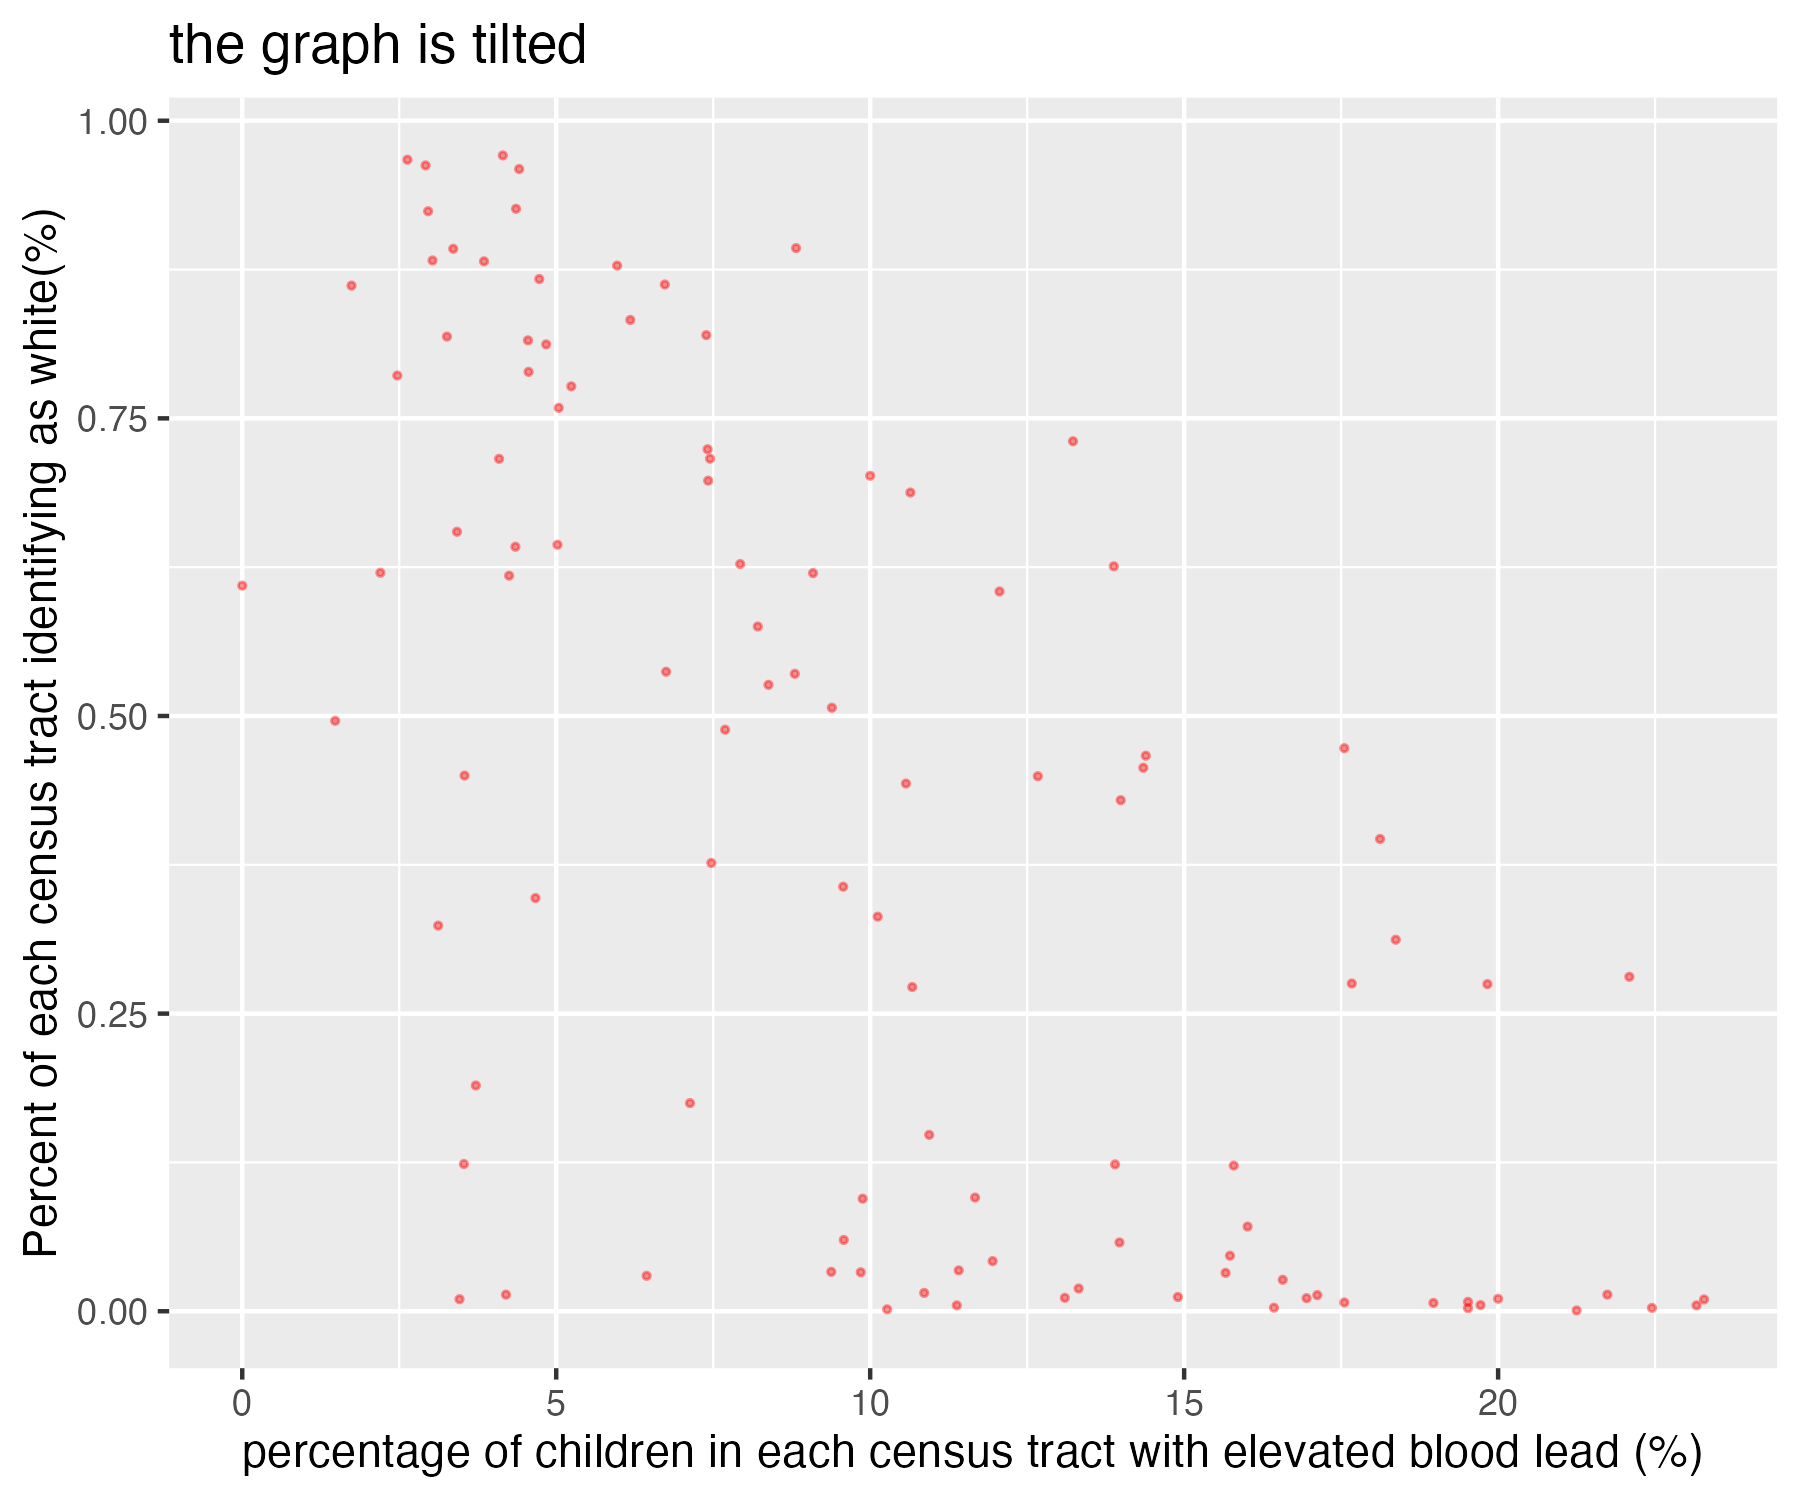 the graph is tilted
1.00
0.75
0.50
0.25
0.00
Percent of each census tract identifying as white(%)
0 5 10 15 20
percentage of children in each census tract with elevated blood lead (%)